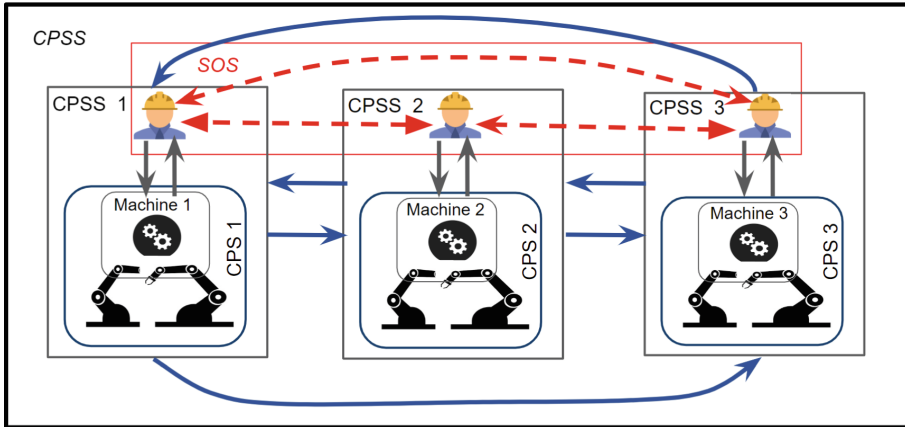 CPSS
SOS
CPSS 1
CPSS 2
CPSS 3
Machine 1
CPS 1
Machine 2
CPS 2
Machine 3
CPS 3